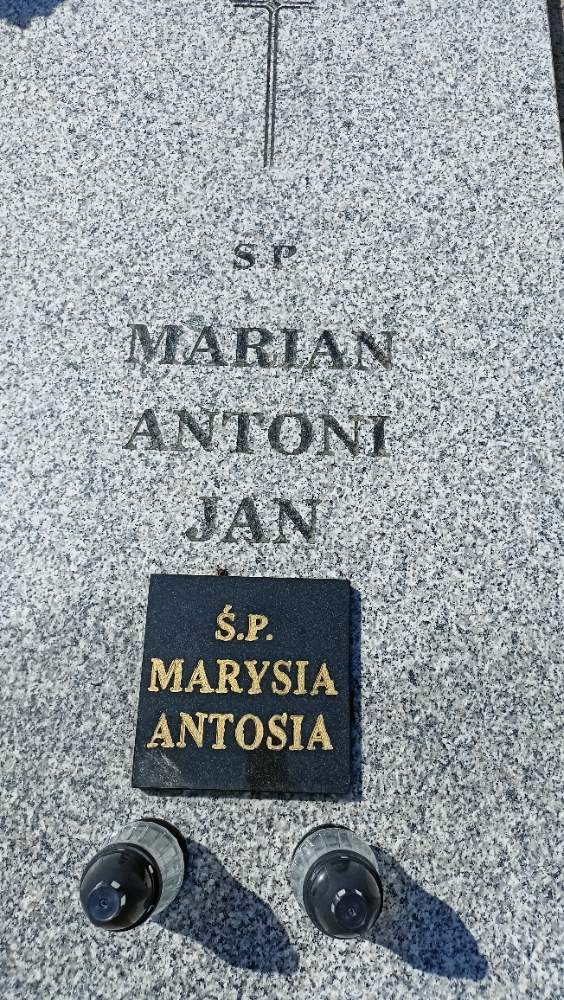 Ś P
MARIAN
ANTONI
JAN
Ś.P.
MARYSIA
ANTOSIA